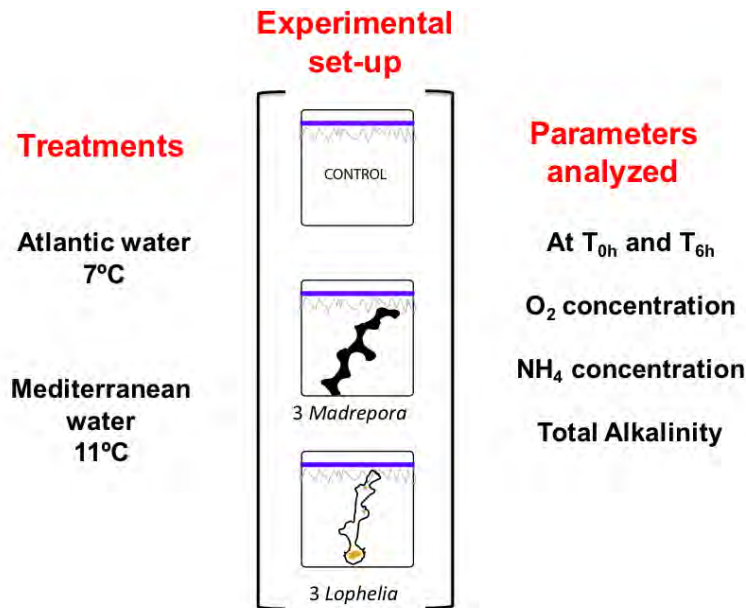 Experimental
set-up
Treatments
Atlantic water
7ºC
Mediterranean
water
11ºC
CONTROL
3 Madrepora
3 Lophelia
Parameters
analyzed
At T0h and T6h
O2 concentration
NH4 concentration
Total Alkalinity